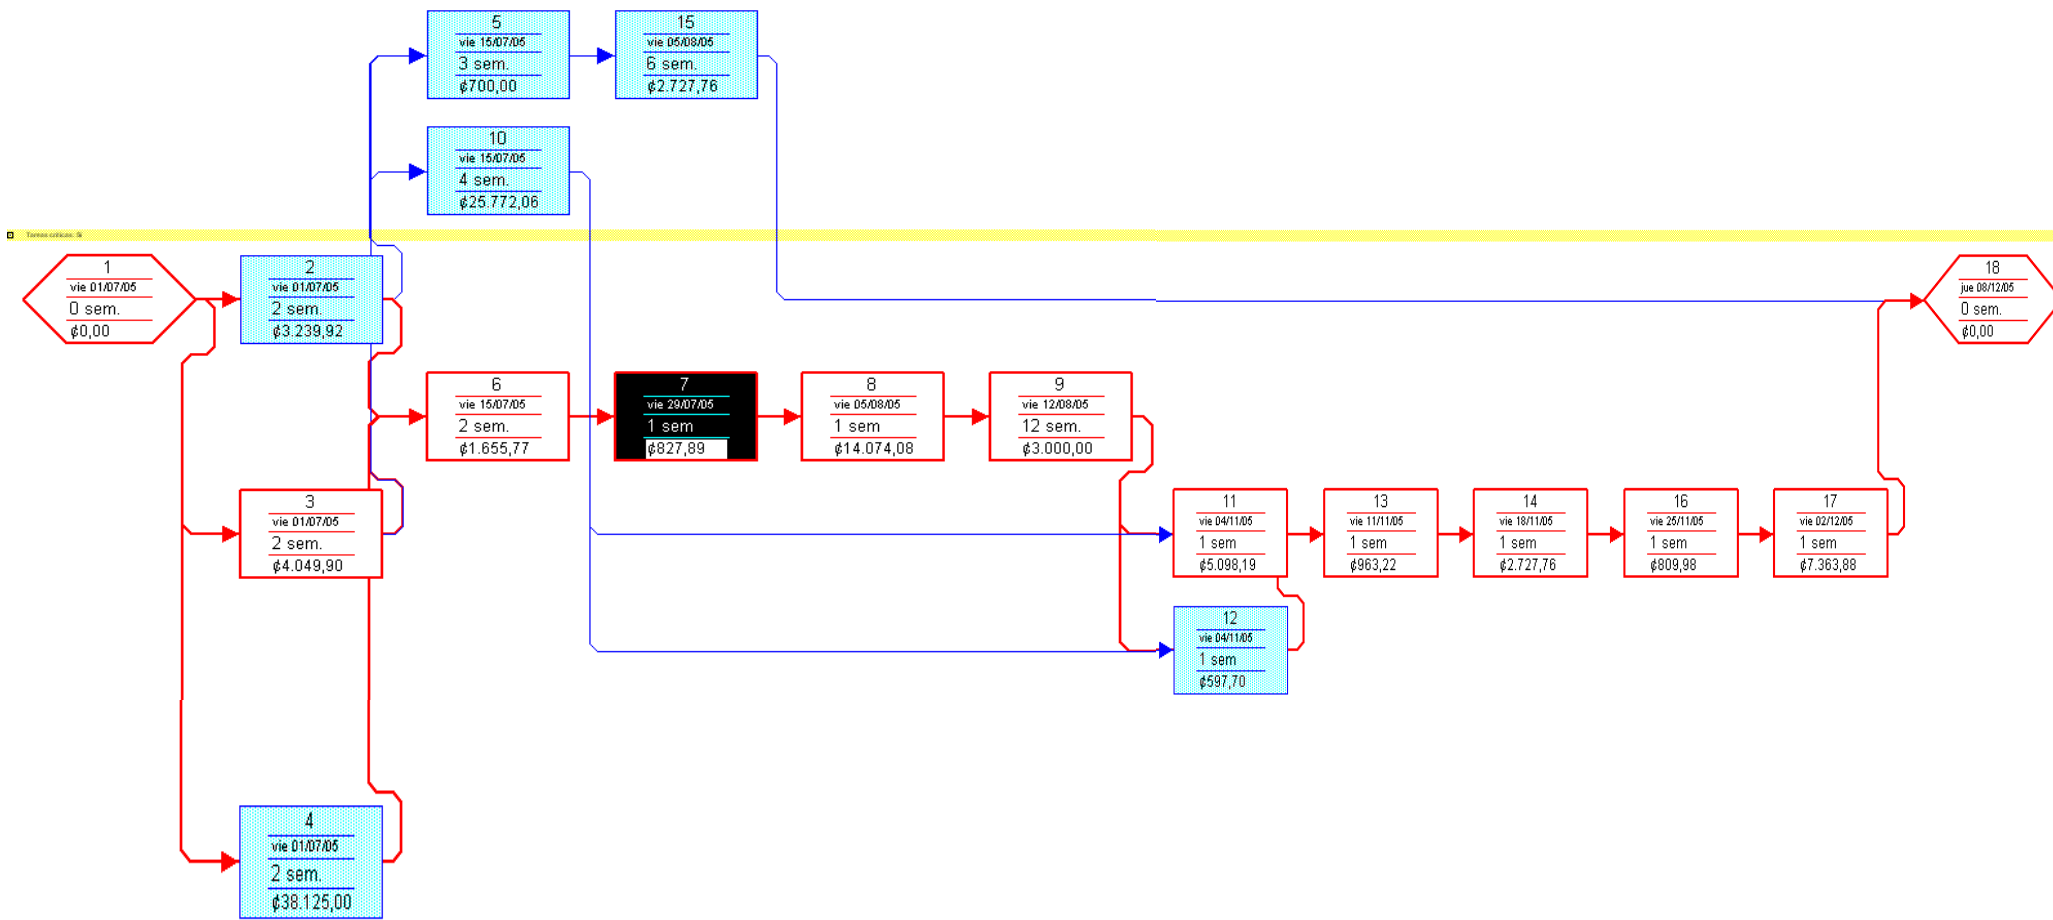 5
vie 15/07/05
3 sem.
¢700,00
15
vie 05/08/05
6 sem.
¢2.727,76
10
vie 15/07/05
4 sem.
¢25.772,06
Tareas críticas: Sí
1
vie 01/07/05
0 sem.
¢0,00
2
vie 01/07/05
2 sem.
¢3.239,92
18
jue 08/12/05
0 sem.
¢0,00
6
vie 15/07/05
2 sem.
¢1.655,77
7
vie 29/07/05
1 sem
¢827,89
8
vie 05/08/05
1 sem
¢14.074,08
9
vie 12/08/05
12 sem.
¢3.000,00
3
vie 01/07/05
2 sem.
¢4.049,90
11
vie 04/11/05
1 sem
¢5.098,19
13
vie 11/11/05
1 sem
¢963,22
14
vie 18/11/05
1 sem
¢2.727,76
16
vie 25/11/05
1 sem
¢809,98
17
vie 02/12/05
1 sem
¢7.363,88
12
vie 04/11/05
1 sem
¢597,70
4
vie 01/07/05
2 sem.
¢38.125,00